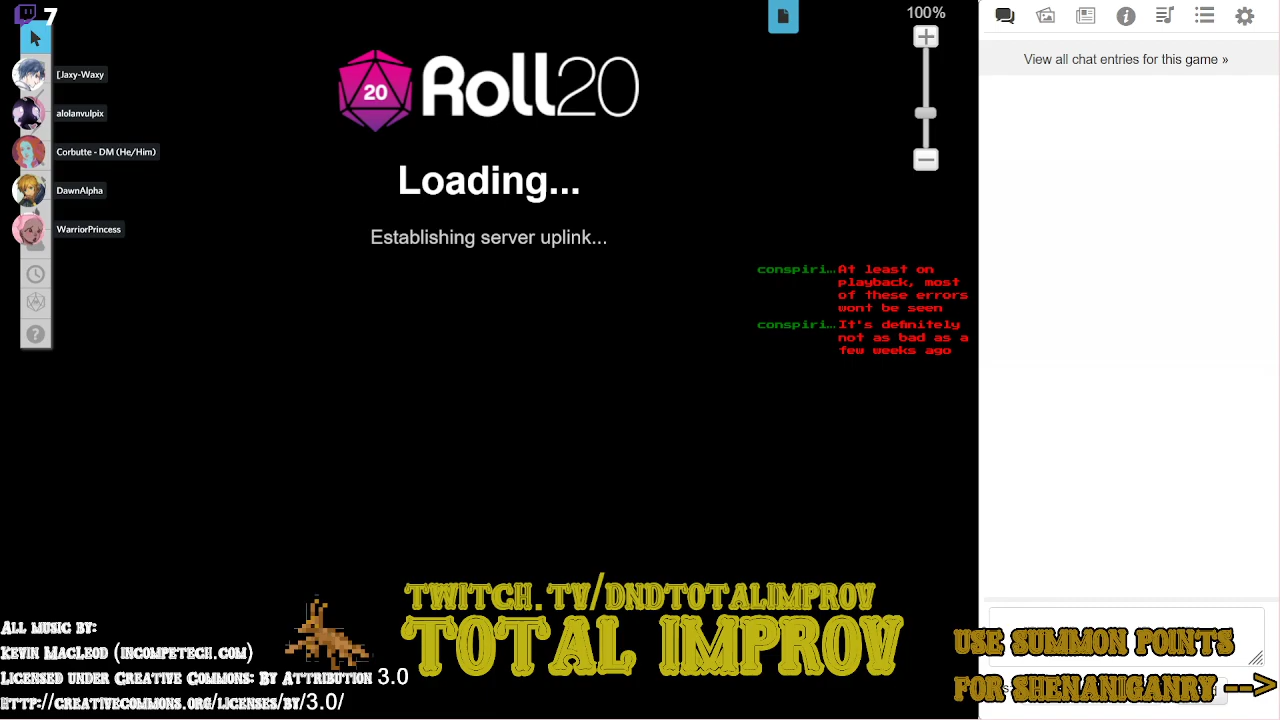 7
100%
View all chat entries for this game »
20
Roll20
[Jaxy-Waxy
alolanvulpix
Corbutte - DM (He/Him)
DawnAlpha
WarriorPrincess
Loading...
Establishing server uplink...
conspiri... At least on
playback, most
of these errors
wont be seen
conspiri... It's definitely
not as bad as a
few weeks ago
TWITCH.TV/DNDTOTALIMPROV
TOTAL IMPROV
ALL MUSIC BY:
KEVIN MACLEOD (INCOMPETECH.COM)
LICENSED UNDER CREATIVE COMMONS: BY ATTRIBUTION 3.0
HTTP://CREATIVECOMMONS.ORG/LICENSES/BY/3.0/
USE SUMMON POINTS
FOR SHENANIGANRY -->